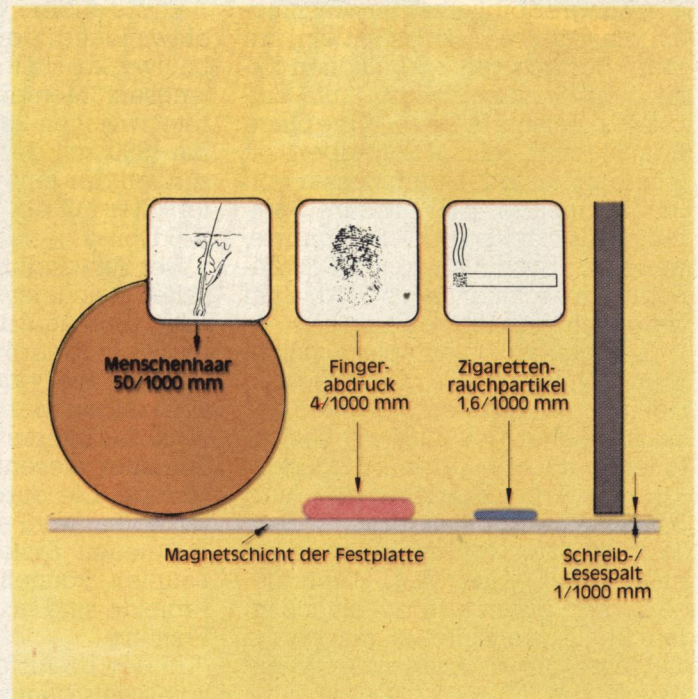 Menschenhaar
50/1000 mm
Finger-
abdruck
4/1000 mm
Zigaretten-
rauchpartikel
1,6/1000 mm
Magnetschicht der Festplatte
Schreib-/
Lesespalt
1/1000 mm